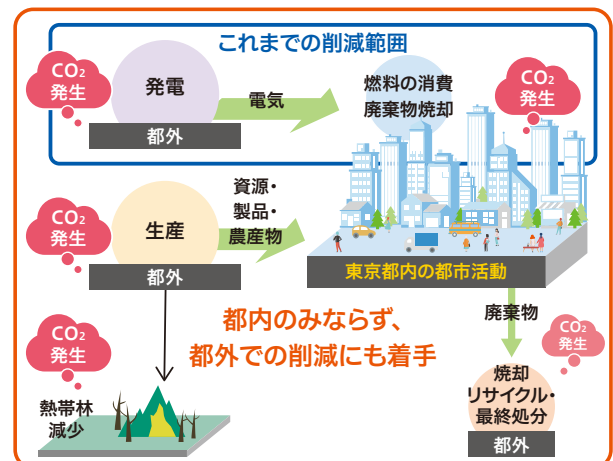 これまでの削減範囲
CO₂
発生
発電
都外
電気
燃料の消費
廃棄物焼却
CO₂
発生
CO₂
発生
生産
都外
資源・
製品・
農産物
東京都内の都市活動
都内のみならず、
都外での削減にも着手
廃棄物
CO₂
発生
CO₂
発生
熱帯林
減少
焼却
リサイクル・
最終処分
都外